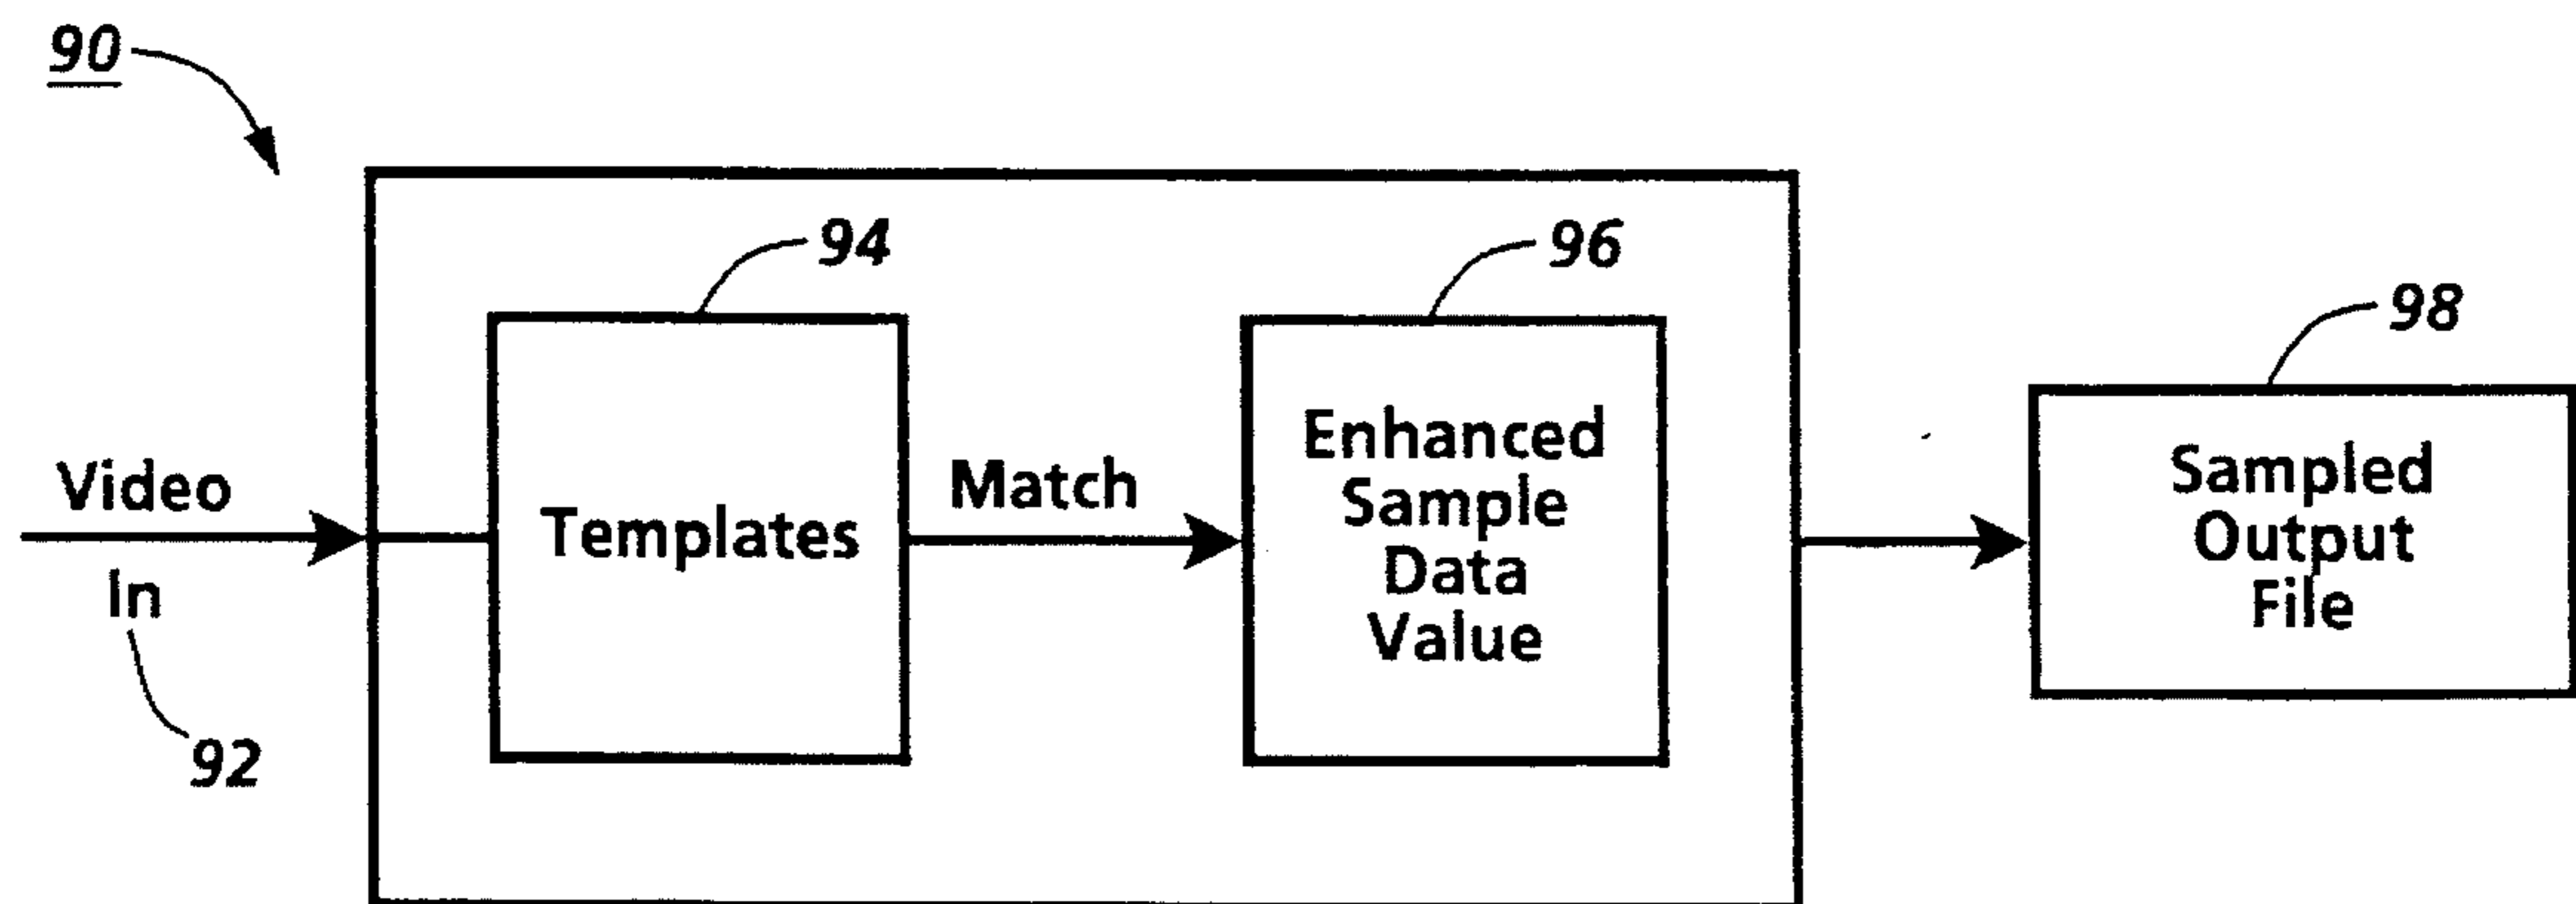 90
94
96
98
Video
In
92
Templates
Match
Enhanced
Sample
Data
Value
Sampled
Output
File